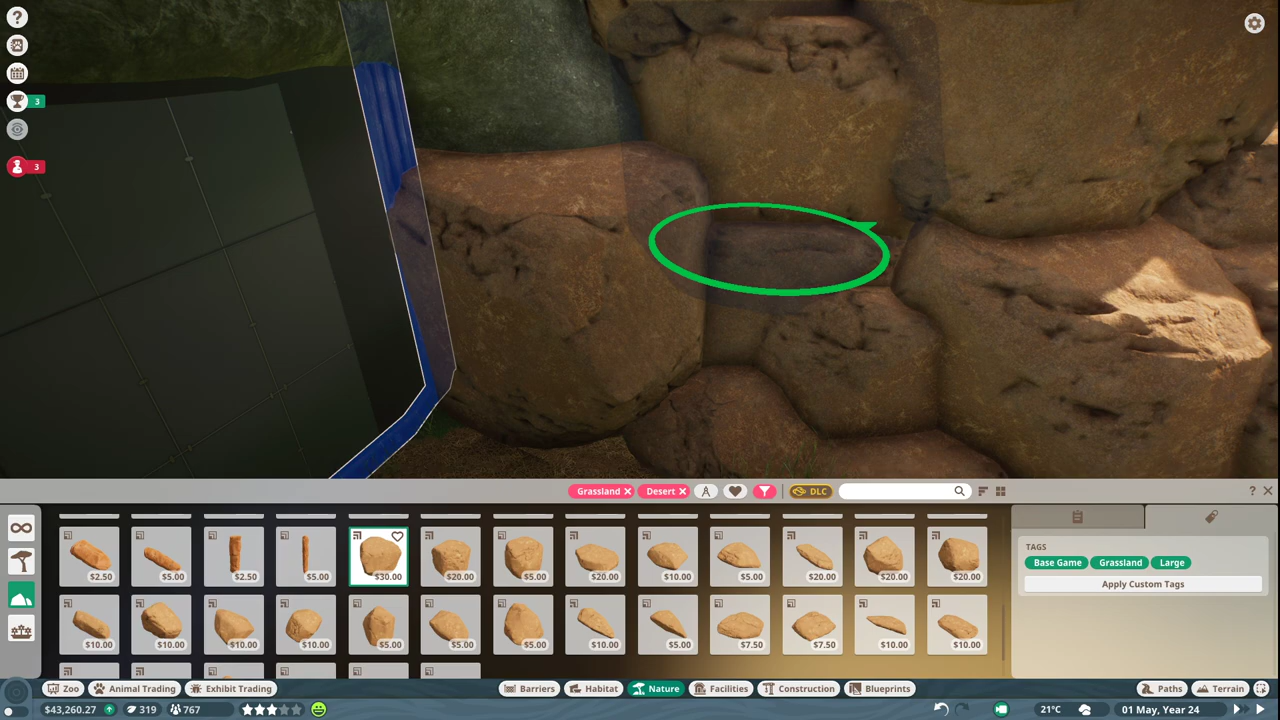 ?
3
3
Grassland ✕ Desert ✕ DLC
? ✕
$2.50 $5.00 $2.50 $5.00 $30.00 $20.00 $5.00 $20.00 $10.00 $5.00 $20.00 $20.00 $20.00
$10.00 $10.00 $10.00 $10.00 $5.00 $5.00 $5.00 $10.00 $5.00 $7.50 $7.50 $10.00 $10.00
TAGS
Base Game Grassland Large
Apply Custom Tags
Zoo Animal Trading Exhibit Trading Barriers Habitat Nature Facilities Construction Blueprints Paths Terrain
$43,260.27 319 767 21°C 01 May, Year 24